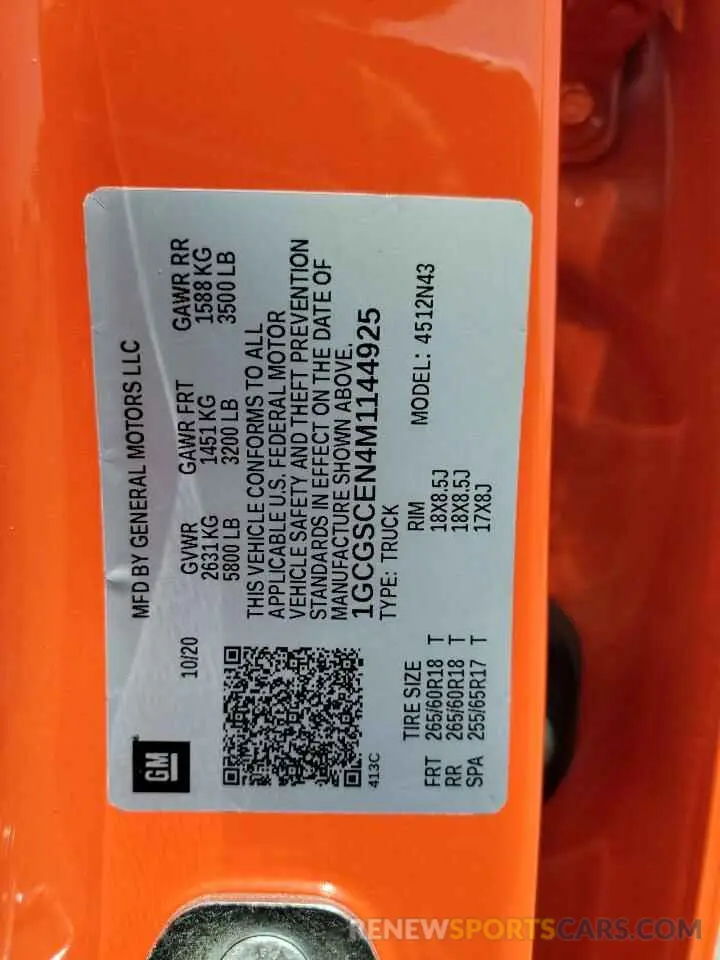 GM
MFD BY GENERAL MOTORS LLC
10/20
GVWR GAWR FRT GAWR RR
2631 KG 1451 KG 1588 KG
5800 LB 3200 LB 3500 LB
THIS VEHICLE CONFORMS TO ALL
APPLICABLE U.S. FEDERAL MOTOR
VEHICLE SAFETY AND THEFT PREVENTION
STANDARDS IN EFFECT ON THE DATE OF
MANUFACTURE SHOWN ABOVE.
1GCGSCEN4M1144925
413C
TYPE: TRUCK MODEL: 4512N43
TIRE SIZE RIM
FRT 265/60R18 T 18X8.5J
RR 265/60R18 T 18X8.5J
SPA 255/65R17 T 17X8J
RENEWSPORTSCARS.COM